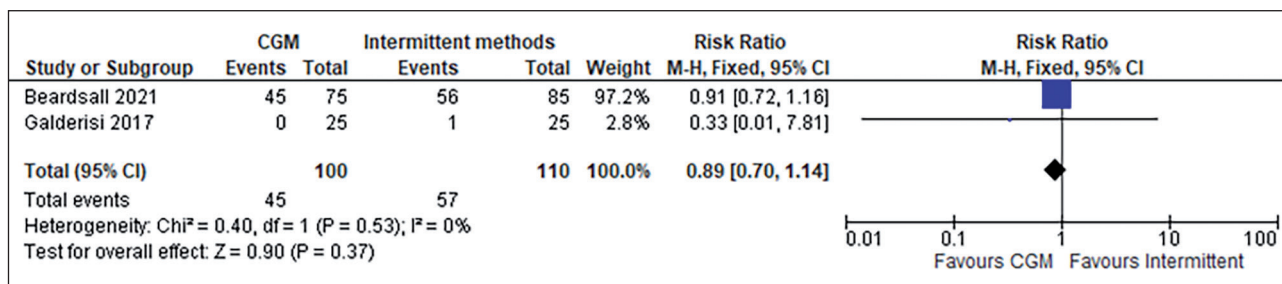 CGM Intermittent methods Risk Ratio Risk Ratio
Study or Subgroup Events Total Events Total Weight M-H, Fixed, 95% CI M-H, Fixed, 95% CI
Beardsall 2021 45 75 56 85 97.2% 0.91 [0.72, 1.16]
Galderisi 2017 0 25 1 25 2.8% 0.33 [0.01, 7.81]
Total (95% CI) 100 110 100.0% 0.89 [0.70, 1.14]
Total events 45 57
Heterogeneity: Chi² = 0.40, df = 1 (P = 0.53); I² = 0%
Test for overall effect: Z = 0.90 (P = 0.37)
0.01 0.1 1 10 100
Favours CGM Favours Intermittent